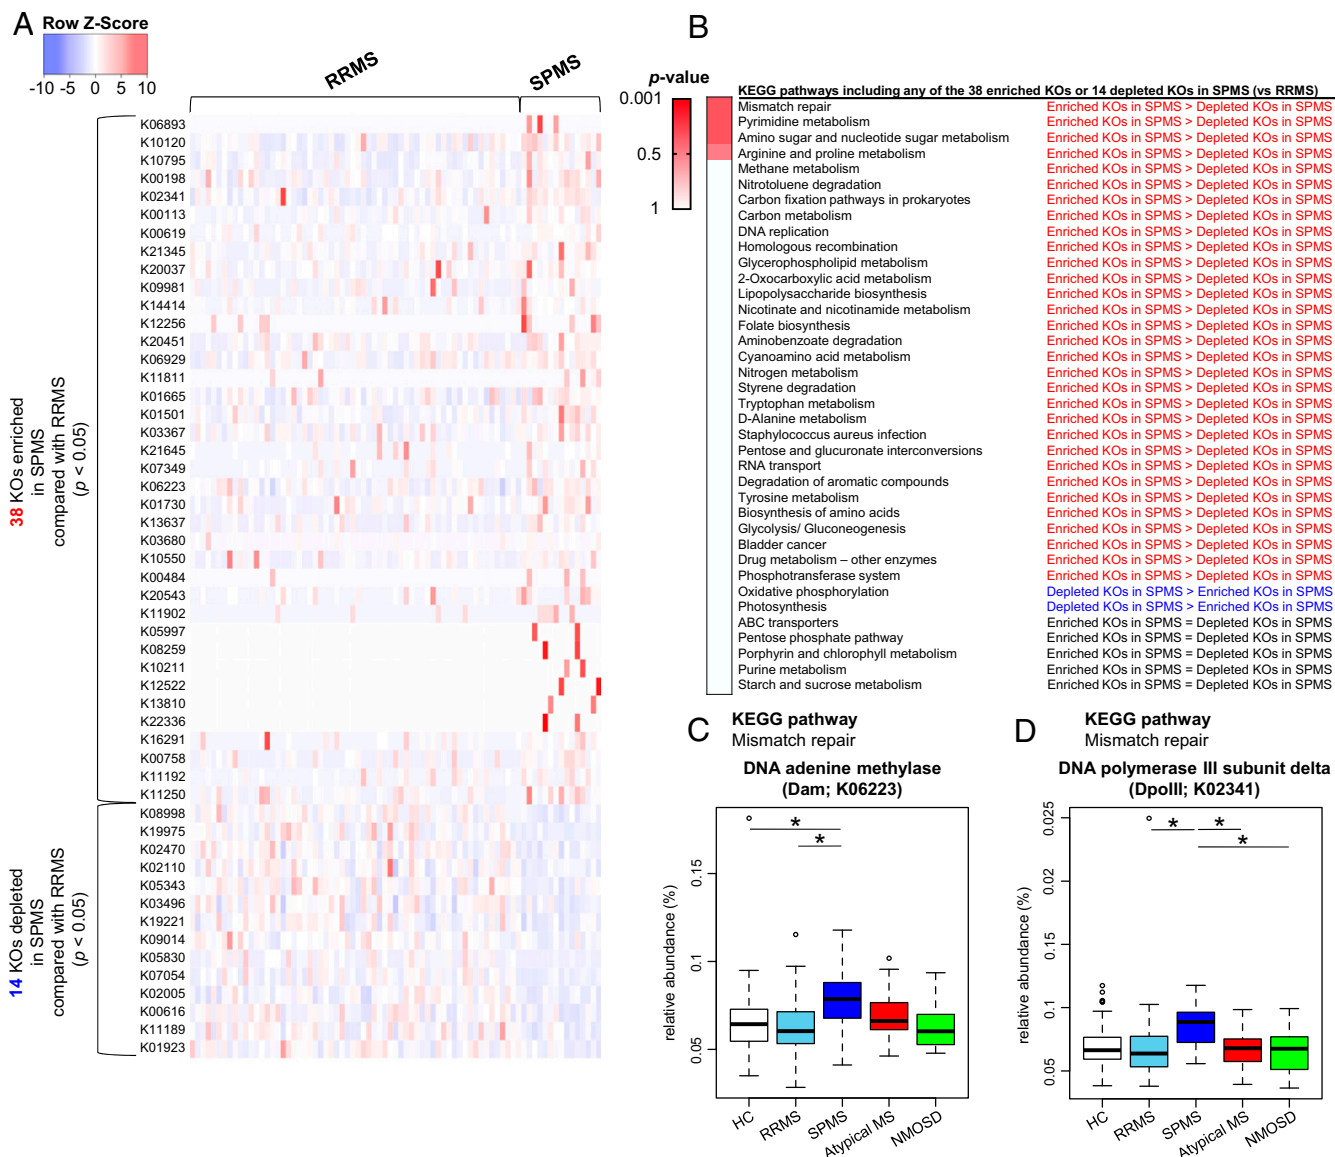 A
Row Z-Score
-10 -5 0 5 10
RRMS
SPMS
38 KOs enriched
in SPMS
compared with RRMS
(p < 0.05)
K06893
K10120
K10795
K00198
K02341
K00113
K00619
K21345
K20037
K09981
K14414
K12256
K20451
K06929
K11811
K01665
K01501
K03367
K21645
K07349
K06223
K01730
K13637
K03680
K10550
K00484
K20543
K11902
K05997
K08259
K10211
K12522
K13810
K22336
K16291
K00758
K11192
K11250
14 KOs depleted
in SPMS
compared with RRMS
(p < 0.05)
K08998
K19975
K02470
K02110
K05343
K03496
K19221
K09014
K05830
K07054
K02005
K00616
K11189
K01923
B
p-value
0.001
0.5
1
KEGG pathways including any of the 38 enriched KOs or 14 depleted KOs in SPMS (vs RRMS)
Mismatch repair Enriched KOs in SPMS > Depleted KOs in SPMS
Pyrimidine metabolism Enriched KOs in SPMS > Depleted KOs in SPMS
Amino sugar and nucleotide sugar metabolism Enriched KOs in SPMS > Depleted KOs in SPMS
Arginine and proline metabolism Enriched KOs in SPMS > Depleted KOs in SPMS
Methane metabolism Enriched KOs in SPMS > Depleted KOs in SPMS
Nitrotoluene degradation Enriched KOs in SPMS > Depleted KOs in SPMS
Carbon fixation pathways in prokaryotes Enriched KOs in SPMS > Depleted KOs in SPMS
Carbon metabolism Enriched KOs in SPMS > Depleted KOs in SPMS
DNA replication Enriched KOs in SPMS > Depleted KOs in SPMS
Homologous recombination Enriched KOs in SPMS > Depleted KOs in SPMS
Glycerophospholipid metabolism Enriched KOs in SPMS > Depleted KOs in SPMS
2-Oxocarboxylic acid metabolism Enriched KOs in SPMS > Depleted KOs in SPMS
Lipopolysaccharide biosynthesis Enriched KOs in SPMS > Depleted KOs in SPMS
Nicotinate and nicotinamide metabolism Enriched KOs in SPMS > Depleted KOs in SPMS
Folate biosynthesis Enriched KOs in SPMS > Depleted KOs in SPMS
Aminobenzoate degradation Enriched KOs in SPMS > Depleted KOs in SPMS
Cyanoamino acid metabolism Enriched KOs in SPMS > Depleted KOs in SPMS
Nitrogen metabolism Enriched KOs in SPMS > Depleted KOs in SPMS
Styrene degradation Enriched KOs in SPMS > Depleted KOs in SPMS
Tryptophan metabolism Enriched KOs in SPMS > Depleted KOs in SPMS
D-Alanine metabolism Enriched KOs in SPMS > Depleted KOs in SPMS
Staphylococcus aureus infection Enriched KOs in SPMS > Depleted KOs in SPMS
Pentose and glucuronate interconversions Enriched KOs in SPMS > Depleted KOs in SPMS
RNA transport Enriched KOs in SPMS > Depleted KOs in SPMS
Degradation of aromatic compounds Enriched KOs in SPMS > Depleted KOs in SPMS
Tyrosine metabolism Enriched KOs in SPMS > Depleted KOs in SPMS
Biosynthesis of amino acids Enriched KOs in SPMS > Depleted KOs in SPMS
Glycolysis/ Gluconeogenesis Enriched KOs in SPMS > Depleted KOs in SPMS
Bladder cancer Enriched KOs in SPMS > Depleted KOs in SPMS
Drug metabolism – other enzymes Enriched KOs in SPMS > Depleted KOs in SPMS
Phosphotransferase system Enriched KOs in SPMS > Depleted KOs in SPMS
Oxidative phosphorylation Depleted KOs in SPMS > Enriched KOs in SPMS
Photosynthesis Depleted KOs in SPMS > Enriched KOs in SPMS
ABC transporters Enriched KOs in SPMS = Depleted KOs in SPMS
Pentose phosphate pathway Enriched KOs in SPMS = Depleted KOs in SPMS
Porphyrin and chlorophyll metabolism Enriched KOs in SPMS = Depleted KOs in SPMS
Purine metabolism Enriched KOs in SPMS = Depleted KOs in SPMS
Starch and sucrose metabolism Enriched KOs in SPMS = Depleted KOs in SPMS
C
KEGG pathway
Mismatch repair
DNA adenine methylase
(Dam; K06223)
* *
relative abundance (%)
0.15
0.1
0.05
HC RRMS SPMS Atypical MS NMOSD
D
KEGG pathway
Mismatch repair
DNA polymerase III subunit delta
(DpoIII; K02341)
* * *
relative abundance (%)
0.025
0.02
0.15
0.1
0.05
HC RRMS SPMS Atypical MS NMOSD